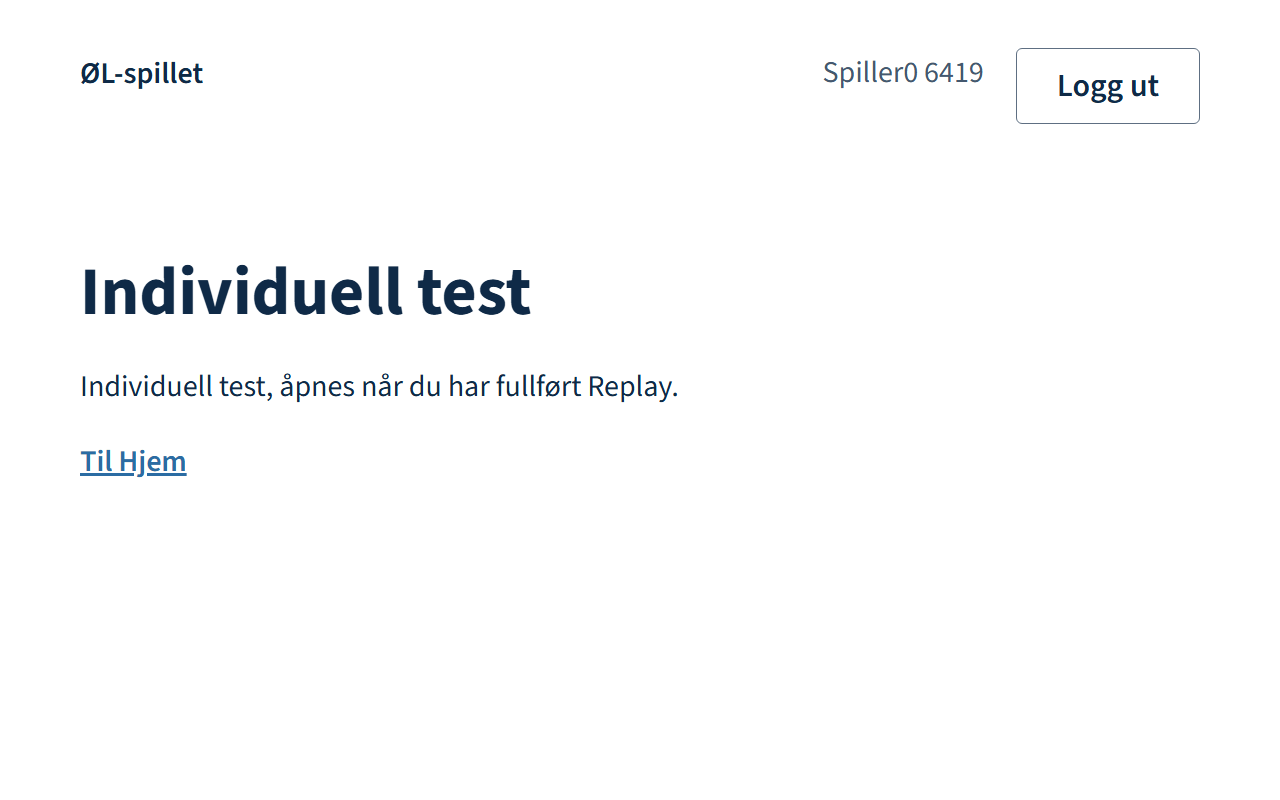 ØL-spillet
Spiller0 6419
Logg ut
Individuell test
Individuell test, åpnes når du har fullført Replay.
Til Hjem